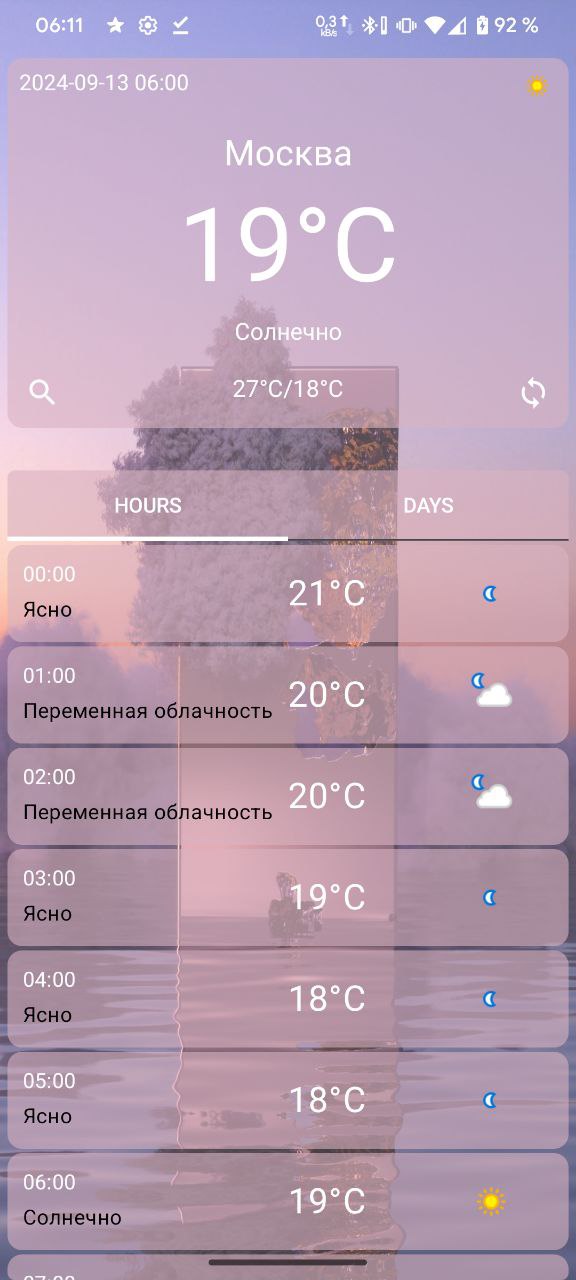 06:11
0,3
kB/s
92 %
2024-09-13 06:00
Москва
19°C
Солнечно
27°C/18°C
HOURS
DAYS
00:00
Ясно
21°C
01:00
Переменная облачность
20°C
02:00
Переменная облачность
20°C
03:00
Ясно
19°C
04:00
Ясно
18°C
05:00
Ясно
18°C
06:00
Солнечно
19°C